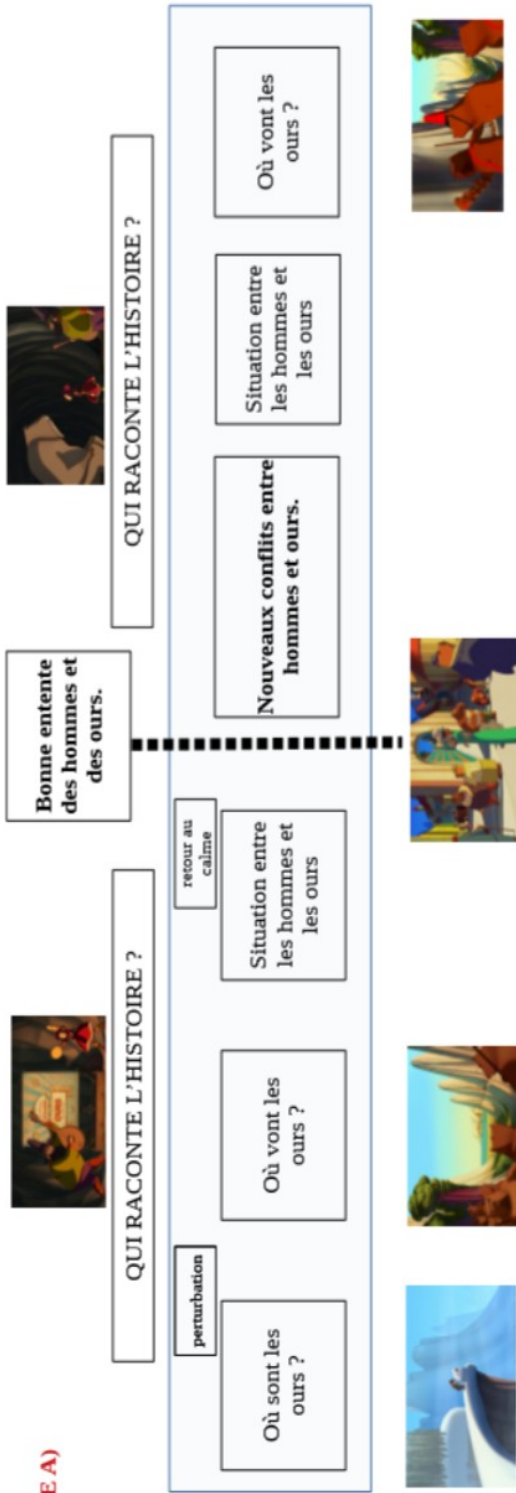 E A)
QUI RACONTE L'HISTOIRE ?
Bonne entente
des hommes et
des ours.
QUI RACONTE L'HISTOIRE ?
perturbation
retour au
calme
Où sont les
ours ?
Où vont les
ours ?
Situation entre
les hommes et
les ours
Nouveaux conflits entre
hommes et ours.
Situation entre
les hommes et
les ours
Où vont les
ours ?